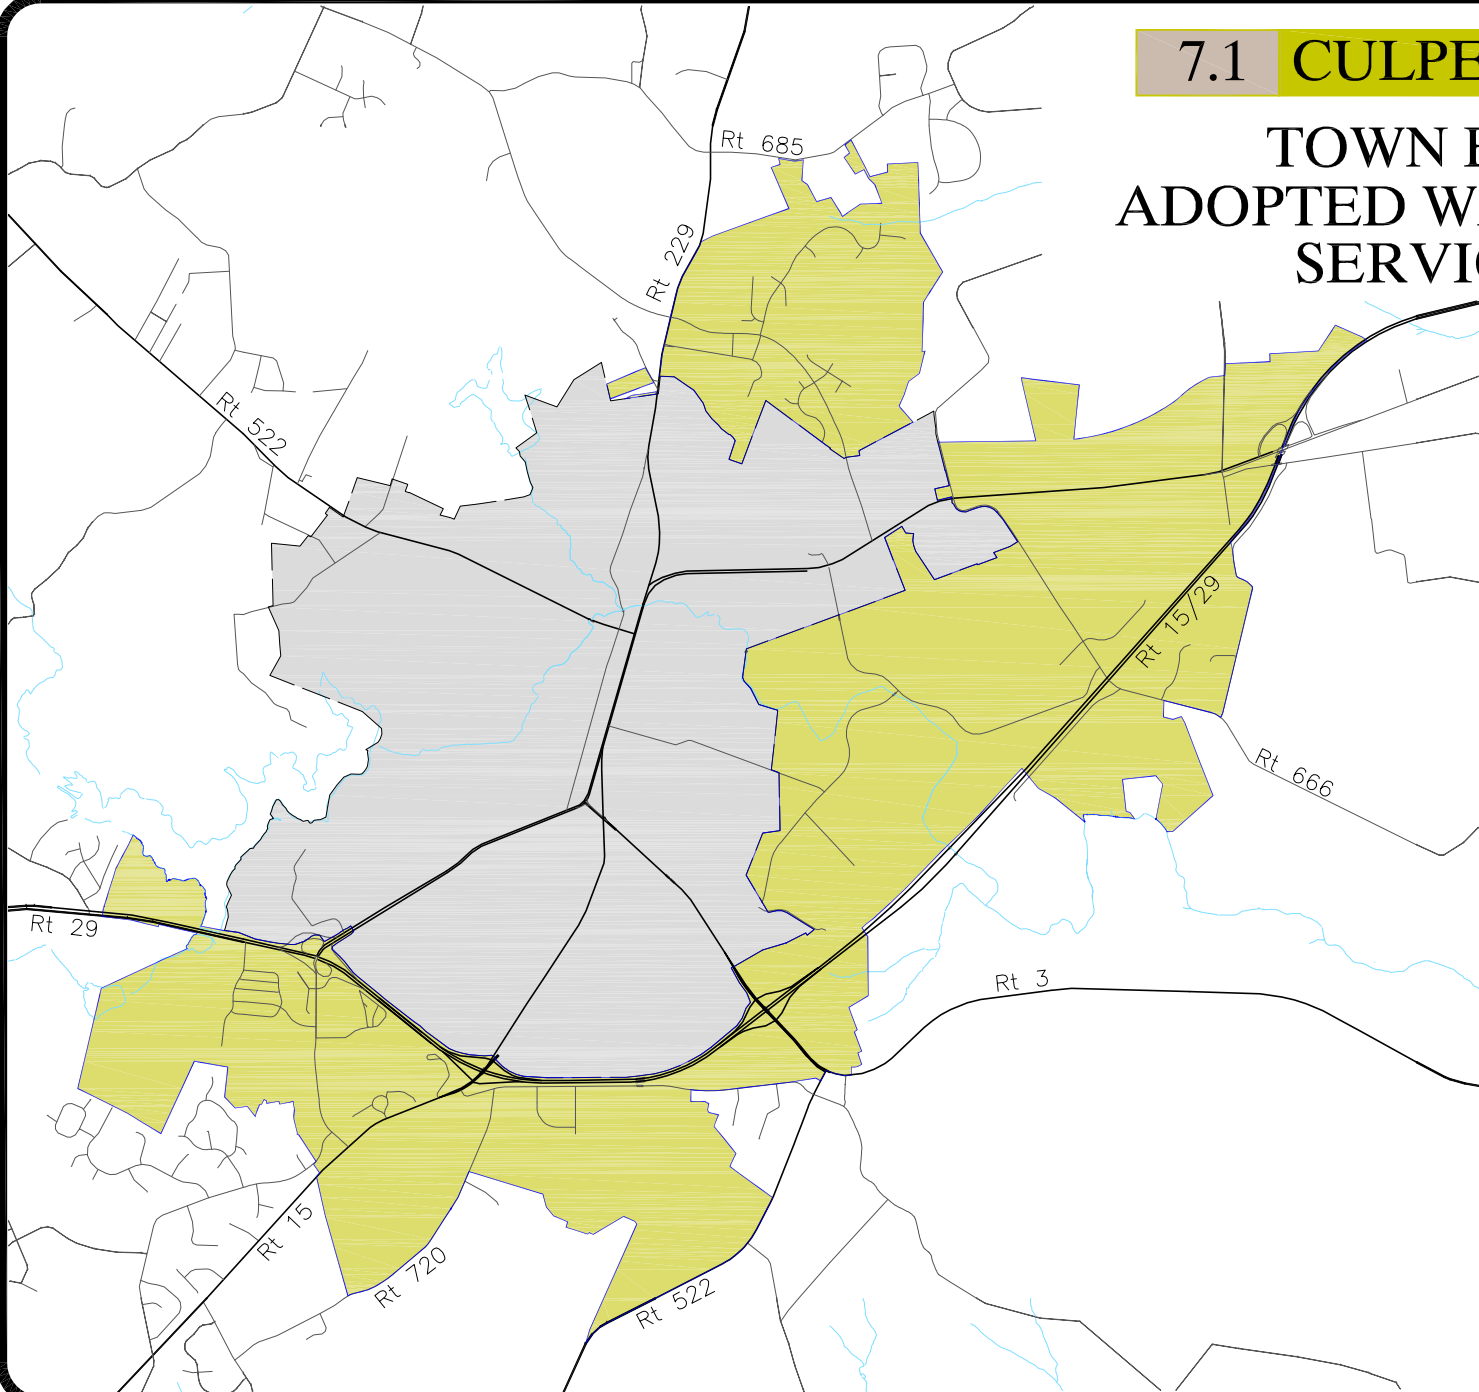 7.1 CULPE
TOWN
ADOPTED W
SERVI
Rt 685
Rt 229
Rt 522
Rt 15/29
Rt 666
Rt 29
Rt 3
Rt 15
Rt 720
Rt 522